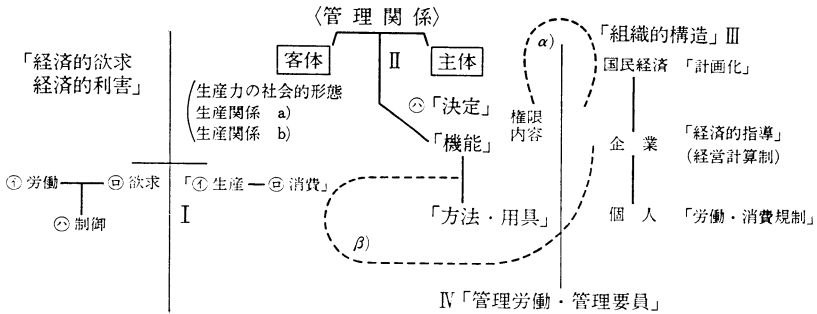 〈管理関係〉
客体
Ⅱ
主体
α)
「組織的構造」Ⅲ
「経済的欲求
経済的利害」
生産力の社会的形態
生産関係 a)
生産関係 b)
㋩「決定」
「機能」
権限
内容
国民経済 「計画化」
企業 「経済的指導」
(経営計算制)
㋑労働 ㋺欲求
㋩制御
Ⅰ
「㋑生産─㋺消費」
「方法・用具」
β)
個人 「労働・消費規制」
Ⅳ「管理労働・管理要員」